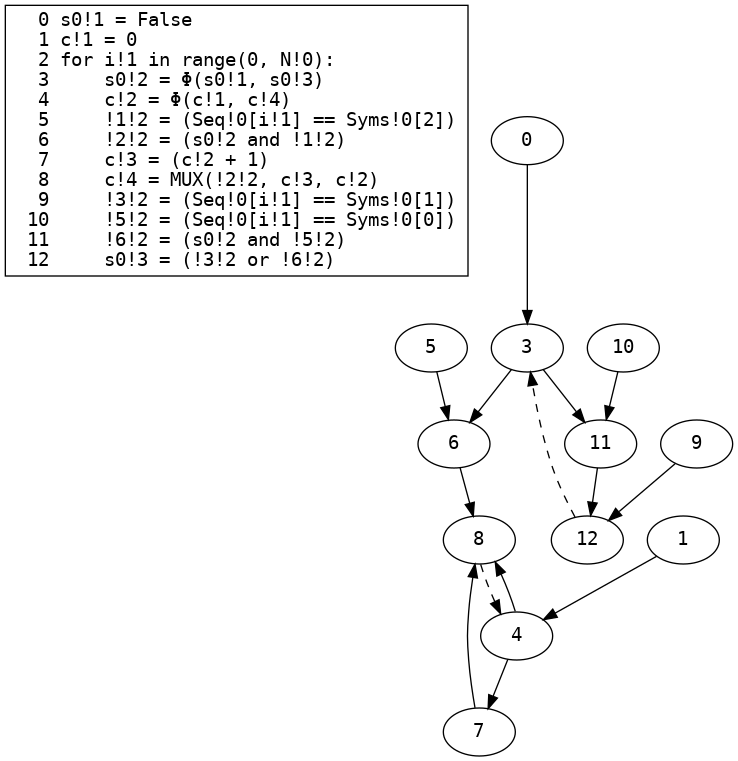 0 s0!1 = False
1 c!1 = 0
2 for i!1 in range(0, N!0):
3     s0!2 = Φ(s0!1, s0!3)
4     c!2 = Φ(c!1, c!4)
5     !1!2 = (Seq!0[i!1] == Syms!0[2])
6     !2!2 = (s0!2 and !1!2)
7     c!3 = (c!2 + 1)
8     c!4 = MUX(!2!2, c!3, c!2)
9     !3!2 = (Seq!0[i!1] == Syms!0[1])
10     !5!2 = (Seq!0[i!1] == Syms!0[0])
11     !6!2 = (s0!2 and !5!2)
12     s0!3 = (!3!2 or !6!2)
0
5
3
10
6
11
9
8
12
1
4
7